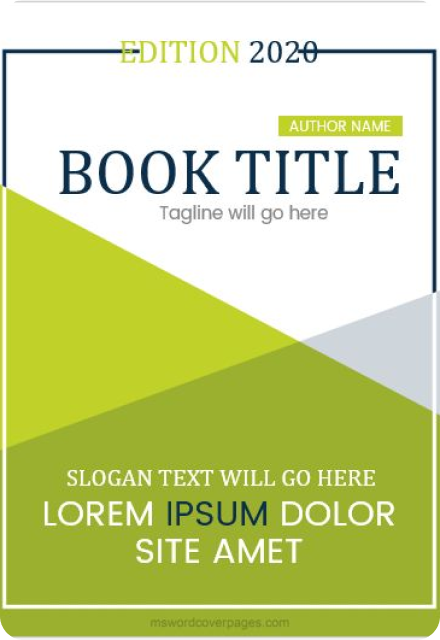 EDITION 2020
AUTHOR NAME
BOOK TITLE
Tagline will go here
SLOGAN TEXT WILL GO HERE
LOREM IPSUM DOLOR
SITE AMET
mswordcoverpages.com